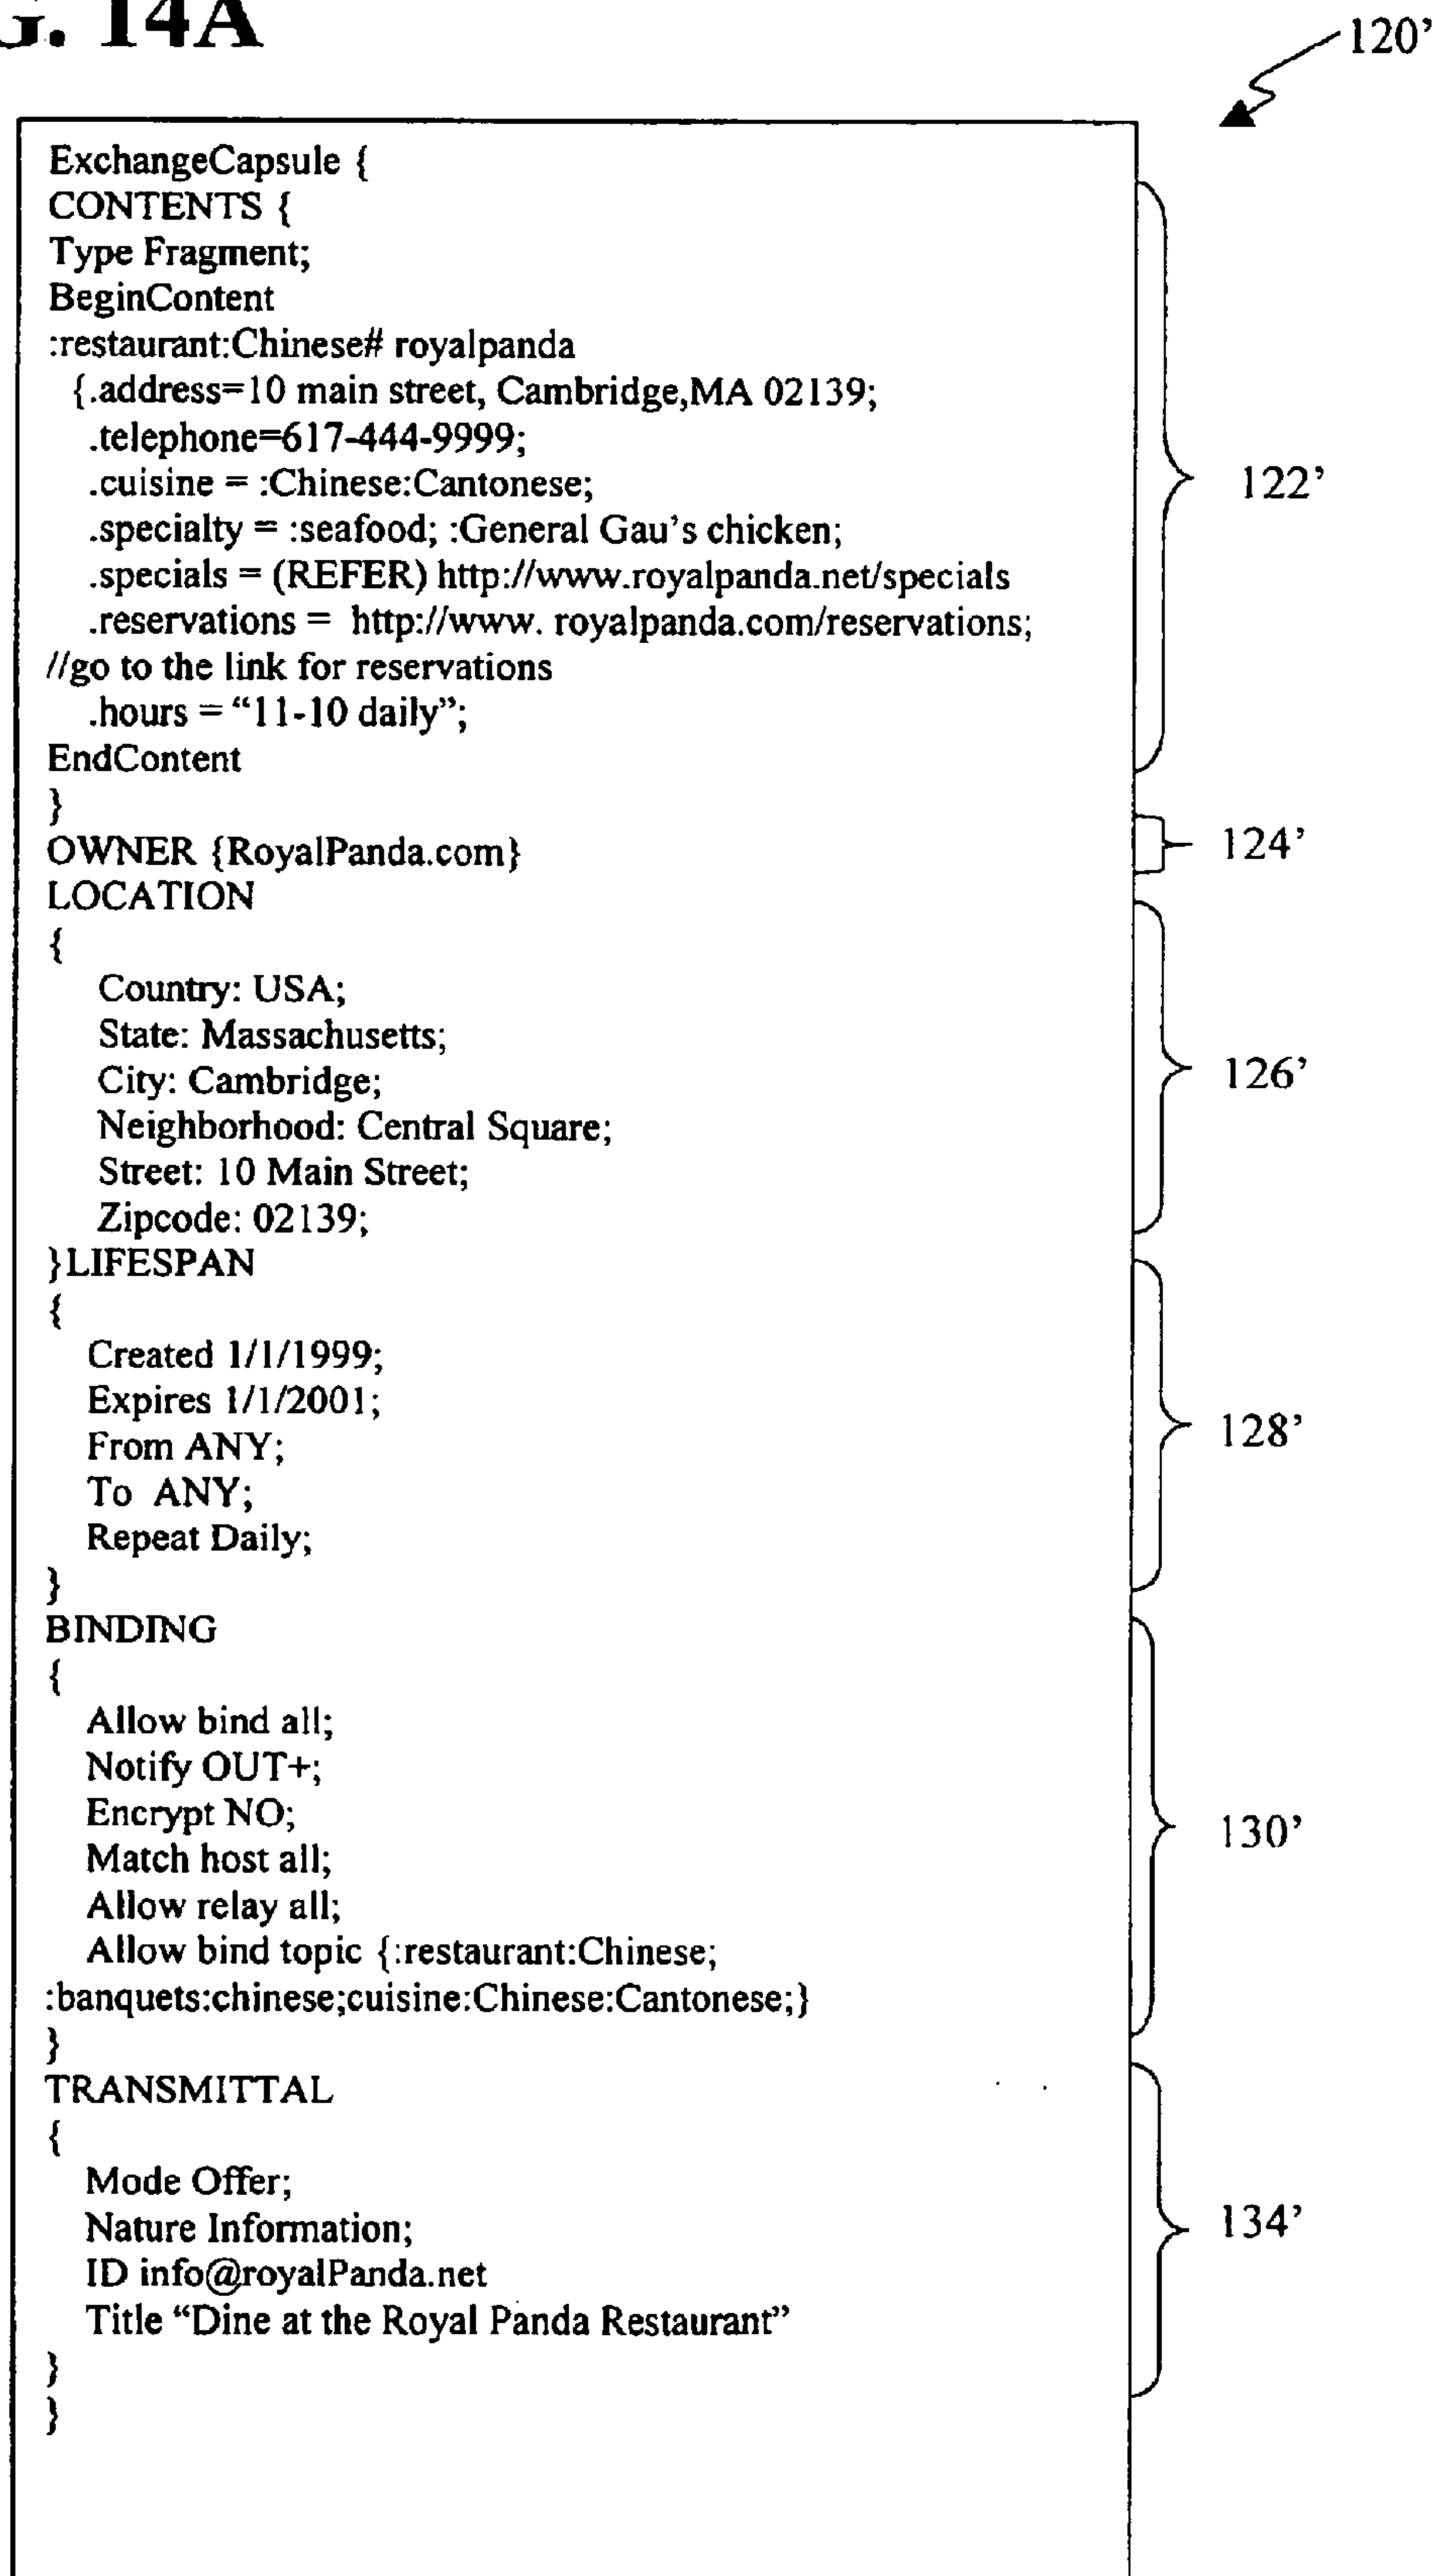 G. 14A
120’
ExchangeCapsule {
CONTENTS {
Type Fragment;
BeginContent
:restaurant:Chinese# royalpanda
{.address=10 main street, Cambridge,MA 02139;
.telephone=617-444-9999;
.cuisine = :Chinese:Cantonese;
.specialty = :seafood; :General Gau’s chicken;
.specials = (REFER) http://www.royalpanda.net/specials
.reservations = http://www. royalpanda.com/reservations;
//go to the link for reservations
.hours = “11-10 daily”;
EndContent
}
122’
OWNER {RoyalPanda.com}
124’
LOCATION
{
Country: USA;
State: Massachusetts;
City: Cambridge;
Neighborhood: Central Square;
Street: 10 Main Street;
Zipcode: 02139;
126’
}LIFESPAN
{
Created 1/1/1999;
Expires 1/1/2001;
From ANY;
To ANY;
Repeat Daily;
}
128’
BINDING
{
Allow bind all;
Notify OUT+;
Encrypt NO;
Match host all;
Allow relay all;
Allow bind topic {:restaurant:Chinese;
:banquets:chinese;cuisine:Chinese:Cantonese;}
}
130’
TRANSMITTAL
{
Mode Offer;
Nature Information;
ID info@royalPanda.net
Title “Dine at the Royal Panda Restaurant”
}
}
134’